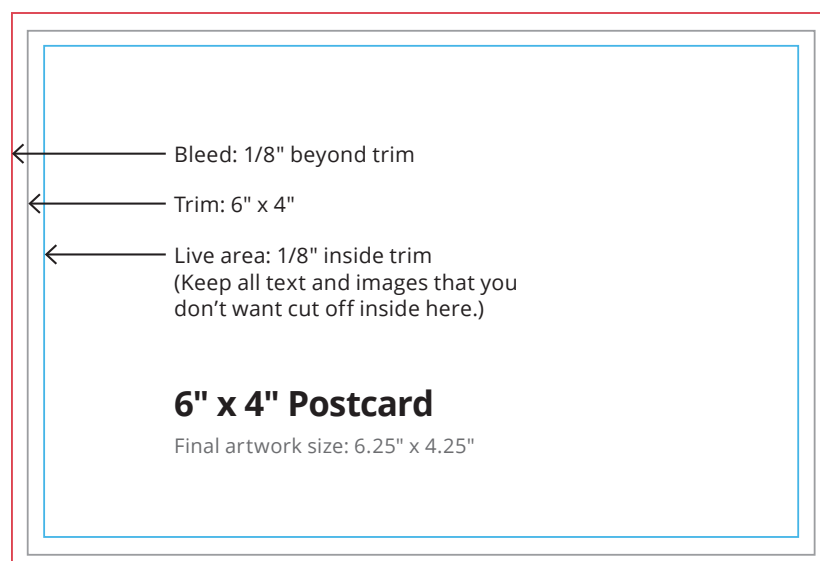 Bleed: 1/8" beyond trim
Trim: 6" x 4"
Live area: 1/8" inside trim
(Keep all text and images that you
don’t want cut off inside here.)
6" x 4" Postcard
Final artwork size: 6.25" x 4.25"